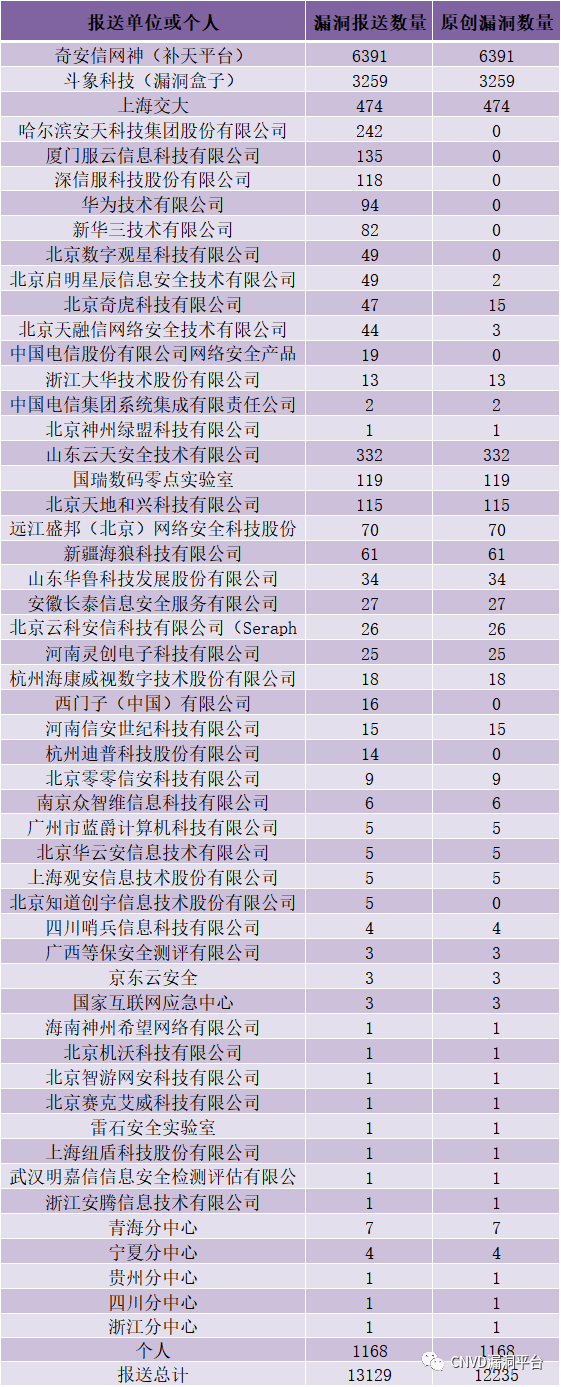 报送单位或个人 漏洞报送数量 原创漏洞数量
奇安信网神（补天平台） 6391 6391
斗象科技（漏洞盒子） 3259 3259
上海交大 474 474
哈尔滨安天科技集团股份有限公司 242 0
厦门服云信息科技有限公司 135 0
深信服科技股份有限公司 118 0
华为技术有限公司 94 0
新华三技术有限公司 82 0
北京数字观星科技有限公司 49 0
北京启明星辰信息安全技术有限公司 49 2
北京奇虎科技有限公司 47 15
北京天融信网络安全技术有限公司 44 3
中国电信股份有限公司网络安全产品 19 0
浙江大华技术股份有限公司 13 13
中国电信集团系统集成有限责任公司 2 2
北京神州绿盟科技有限公司 1 1
山东云天安全技术有限公司 332 332
国瑞数码零点实验室 119 119
北京天地和兴科技有限公司 115 115
远江盛邦（北京）网络安全科技股份 70 70
新疆海狼科技有限公司 61 61
山东华鲁科技发展股份有限公司 34 34
安徽长泰信息安全服务有限公司 27 27
北京云科安信科技有限公司（Seraph 26 26
河南灵创电子科技有限公司 25 25
杭州海康威视数字技术股份有限公司 18 18
西门子（中国）有限公司 16 0
河南信安世纪科技有限公司 15 15
杭州迪普科技股份有限公司 14 0
北京零零信安科技有限公司 9 9
南京众智维信息科技有限公司 6 6
广州市蓝爵计算机科技有限公司 5 5
北京华云安信息技术有限公司 5 5
上海观安信息技术股份有限公司 5 5
北京知道创宇信息技术股份有限公司 5 0
四川哨兵信息科技有限公司 4 4
广西等保安全测评有限公司 3 3
京东云安全 3 3
国家互联网应急中心 3 3
海南神州希望网络有限公司 1 1
北京机沃科技有限公司 1 1
北京智游网安科技有限公司 1 1
北京赛克艾威科技有限公司 1 1
雷石安全实验室 1 1
上海纽盾科技股份有限公司 1 1
武汉明嘉信信息安全检测评估有限公 1 1
浙江安腾信息技术有限公司 1 1
青海分中心 7 7
宁夏分中心 4 4
贵州分中心 1 1
四川分中心 1 1
浙江分中心 1 1
个人 1168 1168
报送总计 13129 12235
CNVD漏洞平台